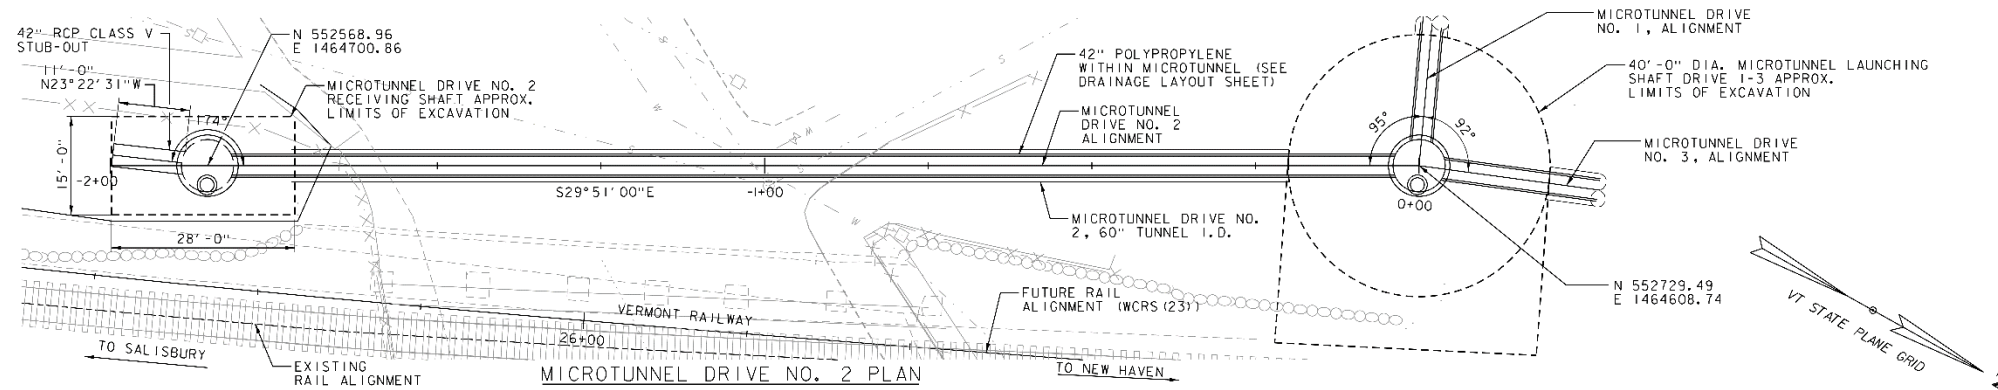 42" RCP CLASS V
STUB-OUT
11'-0"
N23°22'31"W
N 552568.96
E 1464700.86
MICROTUNNEL DRIVE NO. 2
RECEIVING SHAFT APPROX.
LIMITS OF EXCAVATION
174°
15'-0"
-2+00
28'-0"
S29°51'00"E
-1+00
42" POLYPROPYLENE
WITHIN MICROTUNNEL (SEE
DRAINAGE LAYOUT SHEET)
MICROTUNNEL
DRIVE NO. 2
ALIGNMENT
MICROTUNNEL DRIVE NO.
2, 60" TUNNEL I.D.
MICROTUNNEL DRIVE
NO. 1, ALIGNMENT
40'-0" DIA. MICROTUNNEL LAUNCHING
SHAFT DRIVE 1-3 APPROX.
LIMITS OF EXCAVATION
95°
92°
MICROTUNNEL DRIVE
NO. 3, ALIGNMENT
0+00
N 552729.49
E 1464608.74
VT STATE PLANE GRID
FUTURE RAIL
ALIGNMENT (WCRS(23))
VERMONT RAILWAY
26+00
TO SALISBURY
EXISTING
RAIL ALIGNMENT
TO NEW HAVEN
MICROTUNNEL DRIVE NO. 2 PLAN